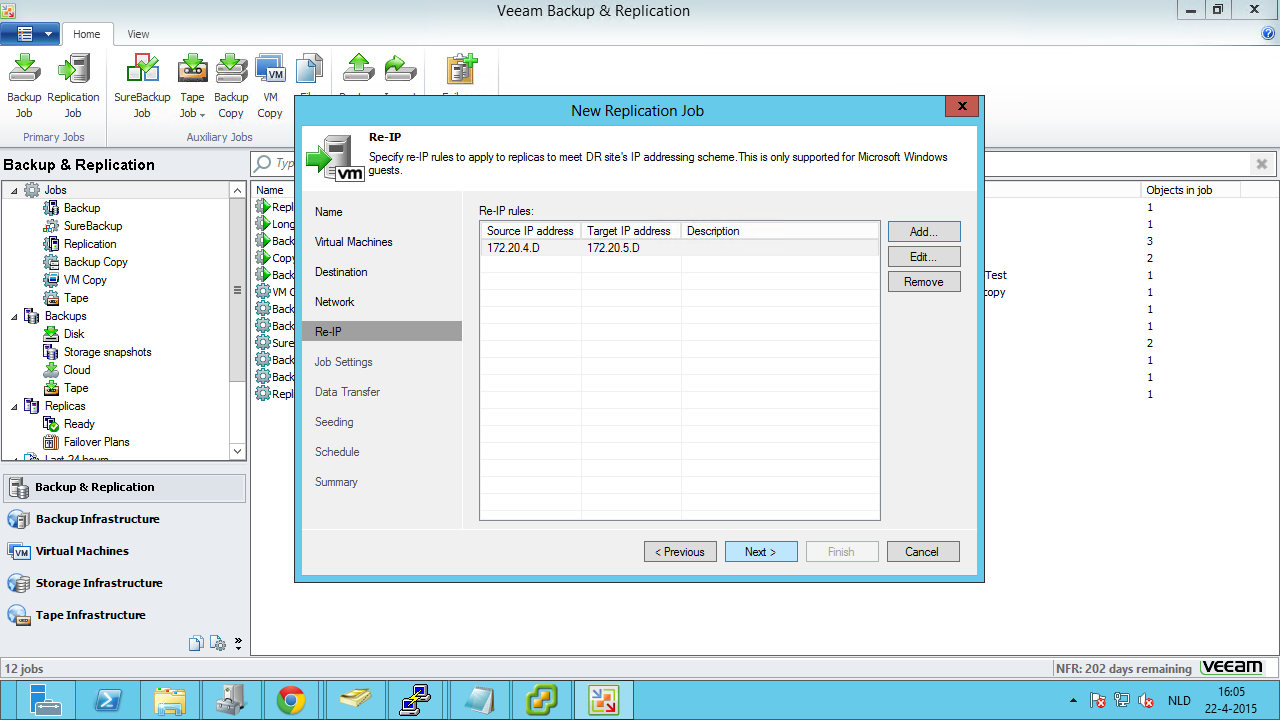 Veeam Backup & Replication
Home
View
Backup Job
Replication Job
SureBackup Job
Tape Job
Backup Copy
VM Copy
Primary Jobs
Auxiliary Jobs
Backup & Replication
Jobs
Backup
SureBackup
Replication
Backup Copy
VM Copy
Tape
Backups
Disk
Storage snapshots
Cloud
Tape
Replicas
Ready
Failover Plans
Last 24 hours
Backup & Replication
Backup Infrastructure
Virtual Machines
Storage Infrastructure
Tape Infrastructure
Name
Objects in job
Repl 1
Long 1
Back 3
Copy 2
Back Test 1
VM C opy 1
Back 1
Back 1
Sure 2
Back 1
Back 1
Repl 1
New Replication Job
Re-IP
Specify re-IP rules to apply to replicas to meet DR site's IP addressing scheme. This is only supported for Microsoft Windows
guests.
Name
Virtual Machines
Destination
Network
Re-IP
Job Settings
Data Transfer
Seeding
Schedule
Summary
Re-IP rules:
Source IP address Target IP address Description
172.20.4.D 172.20.5.D
Add...
Edit...
Remove
< Previous Next > Finish Cancel
12 jobs
NFR: 202 days remaining veeam
NLD
16:05
22-4-2015